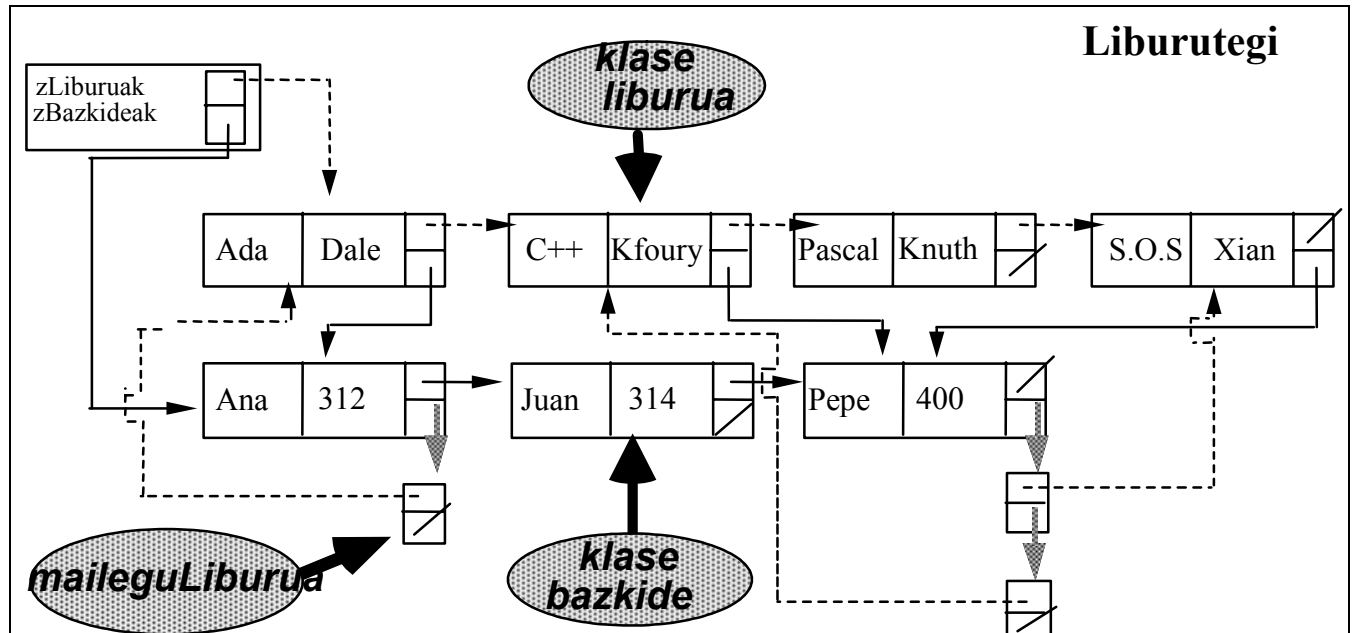 Liburutegi
klase
liburua
zLiburuak
zBazkideak
Ada Dale C++ Kfoury Pascal Knuth S.O.S Xian
Ana 312 Juan 314 Pepe 400
maileguLiburua
klase
bazkide